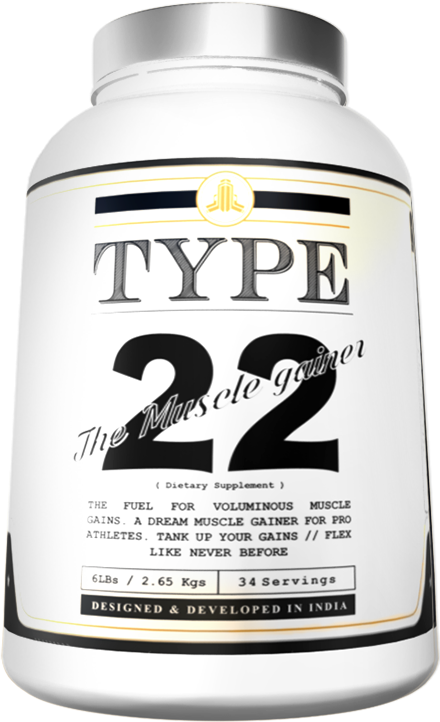 TYPE
22
The Muscle gainer
( Dietary Supplement )
THE FUEL FOR VOLUMINOUS MUSCLE
GAINS. A DREAM MUSCLE GAINER FOR PRO
ATHLETES. TANK UP YOUR GAINS // FLEX
LIKE NEVER BEFORE
6LBs / 2.65 Kgs
34 Servings
DESIGNED & DEVELOPED IN INDIA